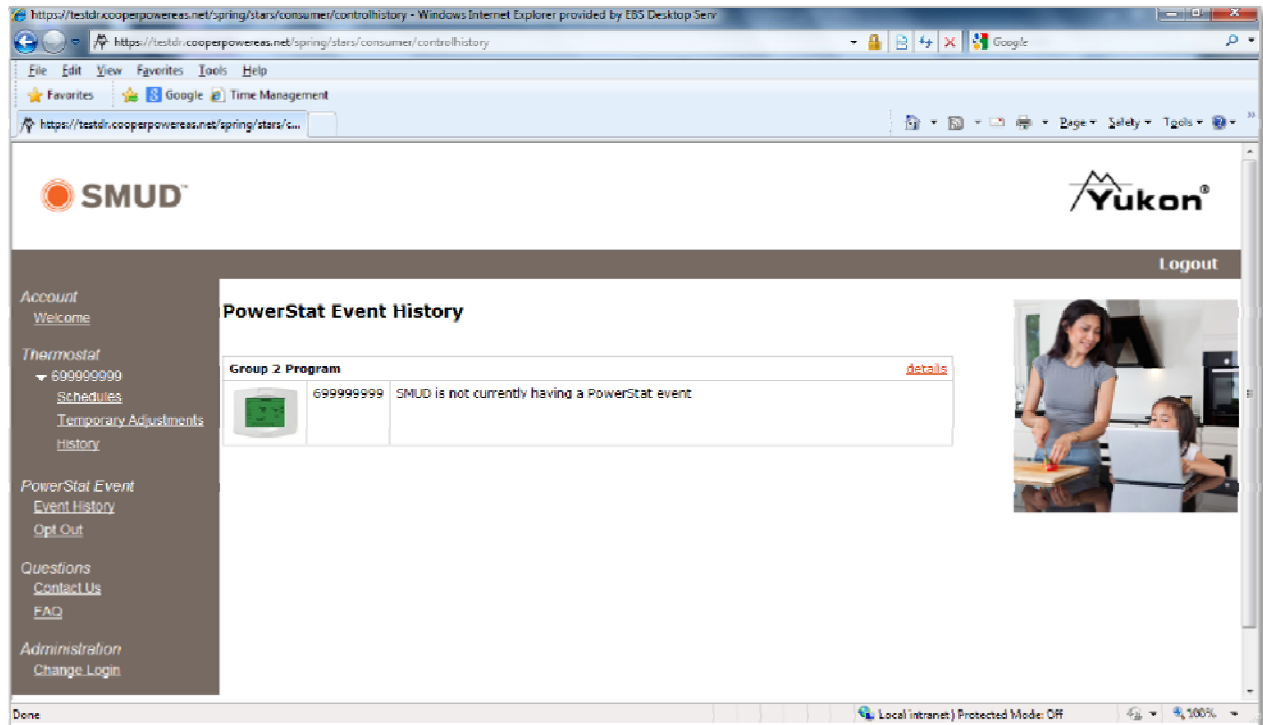 https://testdr.cooperpowereas.net/spring/stars/consumer/controlhistory - Windows Internet Explorer provided by EBS Desktop Serv
https://testdr.cooperpowereas.net/spring/stars/consumer/controlhistory
Google
File Edit View Favorites Tools Help
Favorites Google Time Management
https://testdr.cooperpowereas.net/spring/stars/c... Page Safety Tools
SMUD™
Yukon®
Logout
Account
Welcome
Thermostat
699999999
Schedules
Temporary Adjustments
History
PowerStat Event
Event History
Opt Out
Questions
Contact Us
FAQ
Administration
Change Login
PowerStat Event History
Group 2 Program details
699999999 SMUD is not currently having a PowerStat event
Done Local intranet | Protected Mode: Off 100%